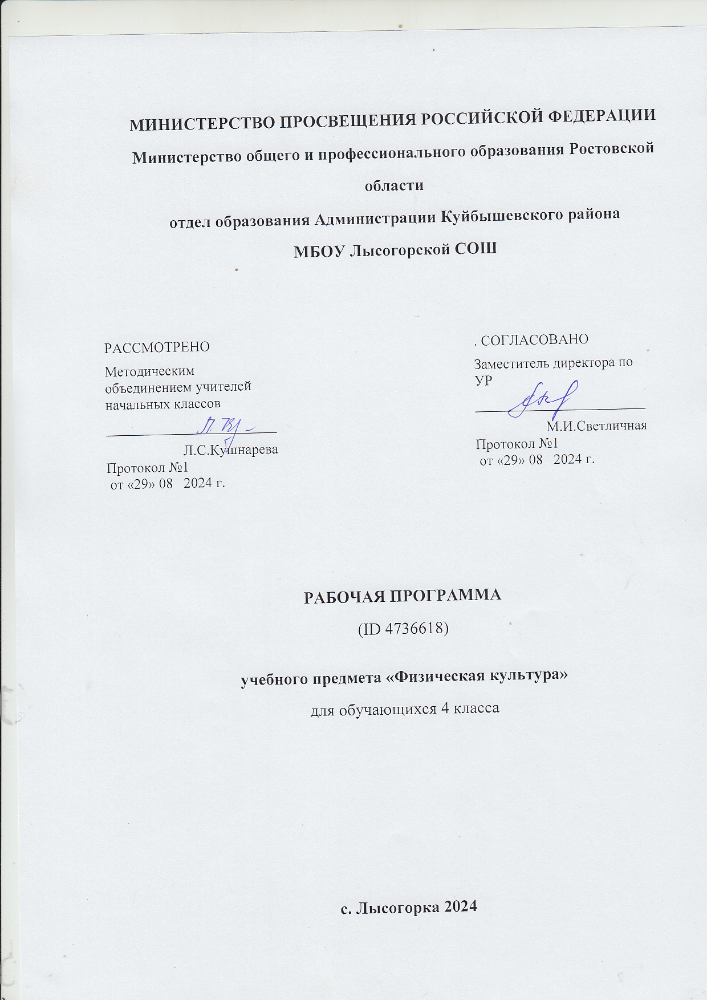 МИНИСТЕРСТВО ПРОСВЕЩЕНИЯ РОССИЙСКОЙ ФЕДЕРАЦИИ
Министерство общего и профессионального образования Ростовской
области
отдел образования Администрации Куйбышевского района
МБОУ Лысогорской СОШ
РАССМОТРЕНО
Методическим
объединением учителей
начальных классов
Л.С.Кушнарева
Протокол №1
от «29» 08 2024 г.
. СОГЛАСОВАНО
Заместитель директора по
УР
М.И.Светличная
Протокол №1
от «29» 08 2024 г.
РАБОЧАЯ ПРОГРАММА
(ID 4736618)
учебного предмета «Физическая культура»
для обучающихся 4 класса
с. Лысогорка 2024